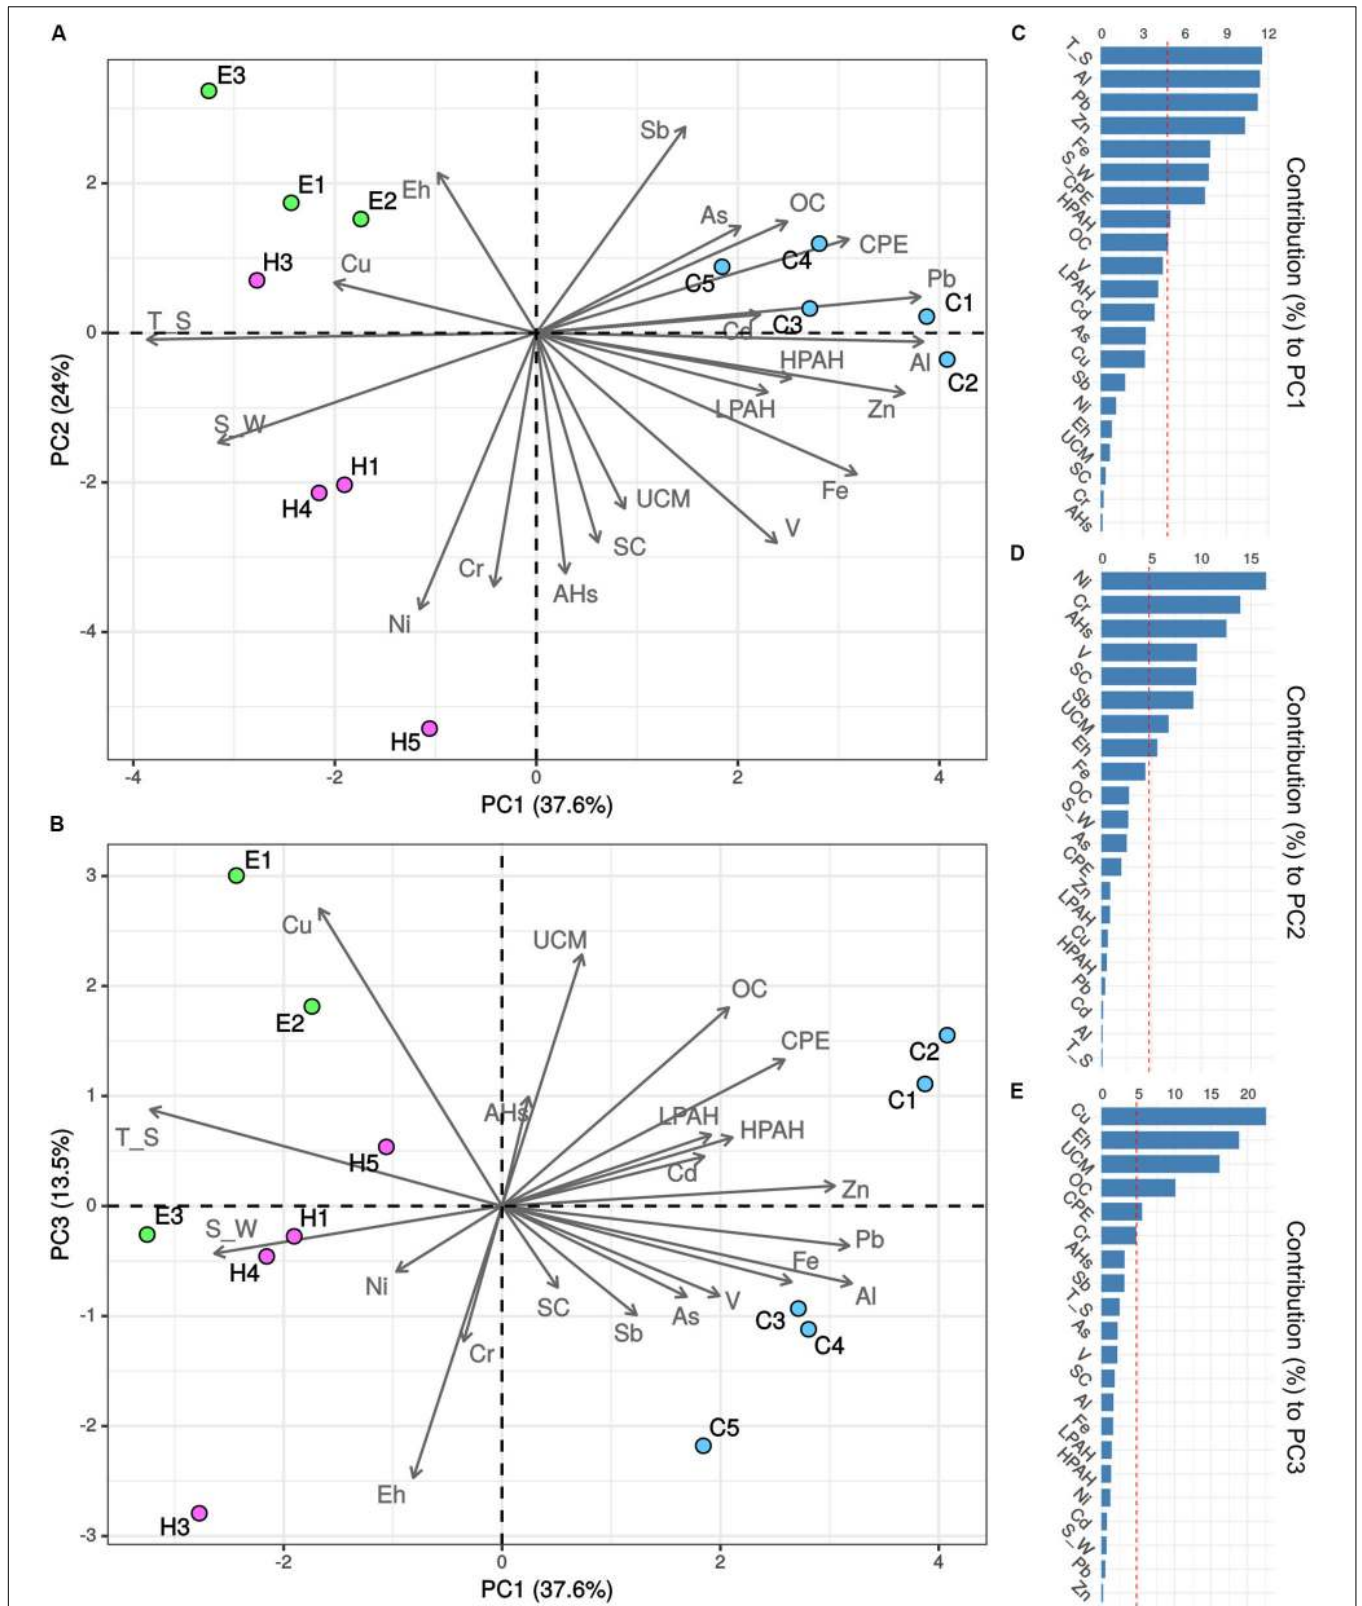 A
E3
Sb
2
E1
E2
Eh
As
OC
C4
CPE
H3
Cu
C5
Pb
C1
T_S
C3
0
Cd
HPAH
Al
C2
LPAH
Zn
S_W
H1
Fe
-2
H4
UCM
V
SC
Cr
AHs
Ni
-4
H5
PC2 (24%)
-4 -2 0 2 4
PC1 (37.6%)
B
3
E1
Cu
UCM
2
E2
OC
CPE
C2
C1
1
AHs
LPAH
HPAH
T_S
H5
Cd
Zn
0
E3
S_W
H1
Pb
H4
Fe
Ni
Al
SC
As
V
C3
-1
Sb
C4
Cr
-2
C5
Eh
H3
-3
PC3 (13.5%)
-2 0 2 4
PC1 (37.6%)
C
0 3 6 9 12
T_S
Al
Pb
Zn
Fe
S_W
CPE
HPAH
OC
V
LPAH
Cd
As
Cu
Sb
Ni
Eh
UCM
SC
Cr
AHs
Contribution (%) to PC1
D
0 5 10 15
Ni
Cr
AHs
V
SC
Sb
UCM
Eh
Fe
OC
S_W
As
CPE
Zn
LPAH
Cu
HPAH
Pb
Cd
Al
T_S
Contribution (%) to PC2
E
0 5 10 15 20
Cu
Eh
UCM
OC
CPE
Cr
AHs
Sb
T_S
As
V
SC
Al
Fe
LPAH
HPAH
Ni
Cd
S_W
Pb
Zn
Contribution (%) to PC3